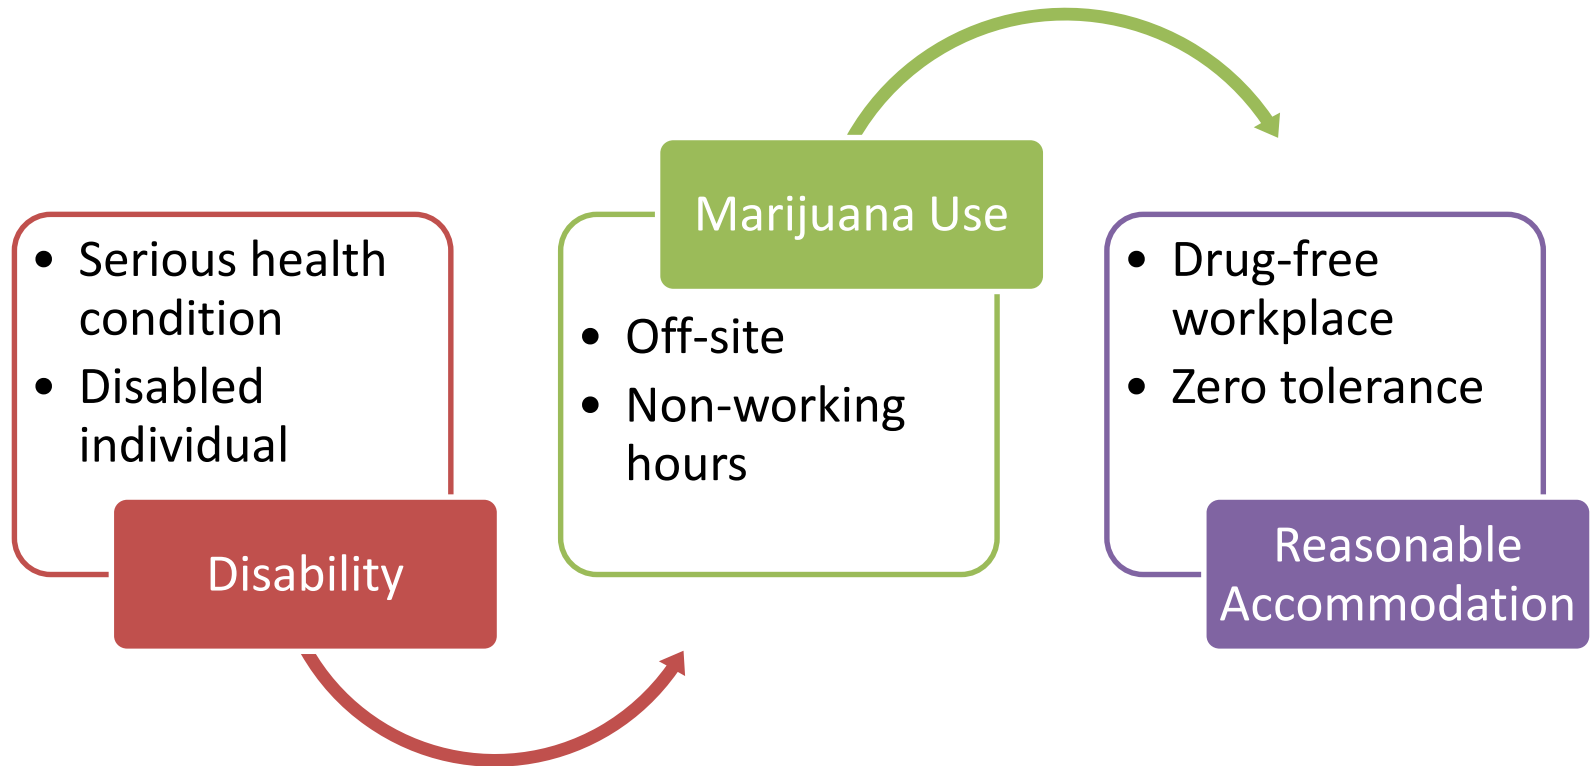 • Serious health
condition
• Disabled
individual
Disability
Marijuana Use
• Off-site
• Non-working
hours
• Drug-free
workplace
• Zero tolerance
Reasonable
Accommodation